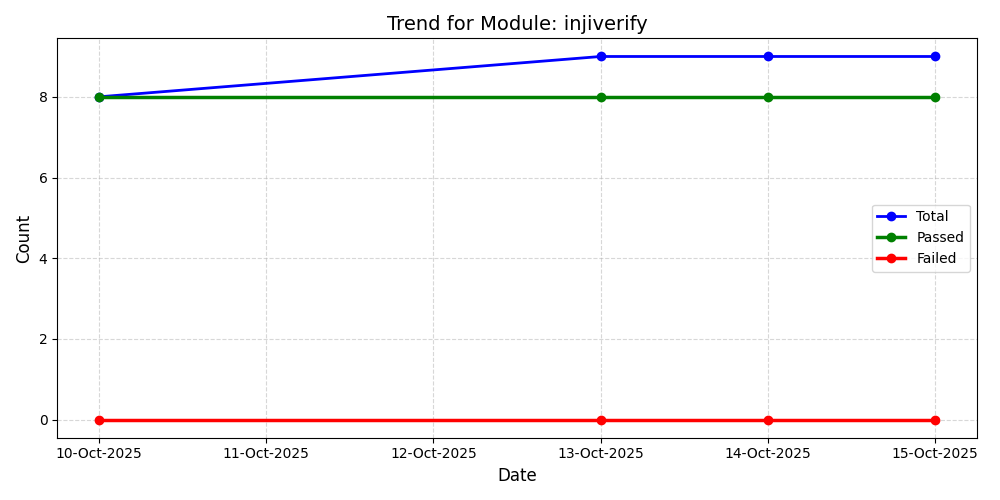 Trend for Module: injiverify
Count
8
6
4
2
0
Total
Passed
Failed
10-Oct-2025 11-Oct-2025 12-Oct-2025 13-Oct-2025 14-Oct-2025 15-Oct-2025
Date